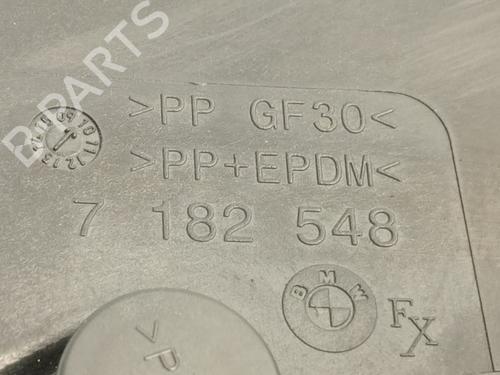 B-PARTS
>PP GF30<
>PP+EPDM<
7 182 548
BMW
FX
>P